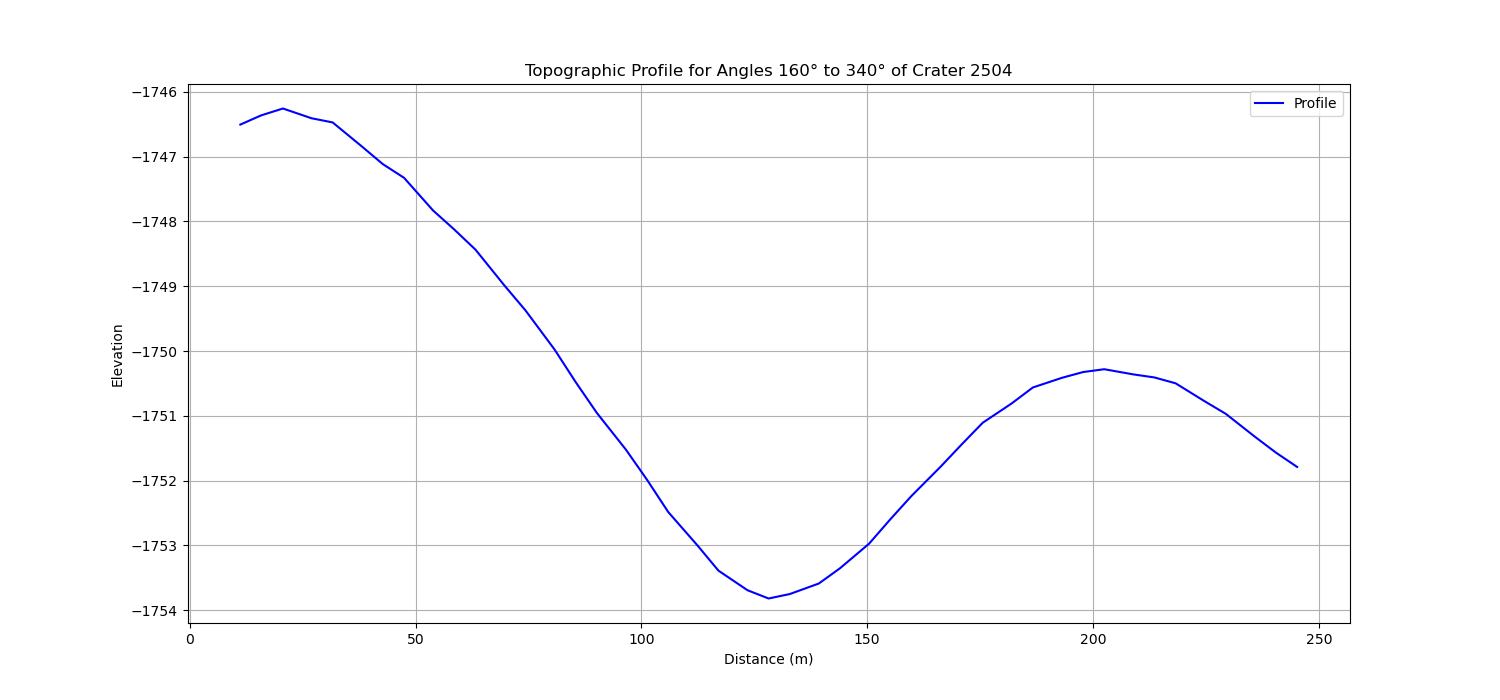 Topographic Profile for Angles 160° to 340° of Crater 2504
Profile
Elevation
−1746
−1747
−1748
−1749
−1750
−1751
−1752
−1753
−1754
0 50 100 150 200 250
Distance (m)